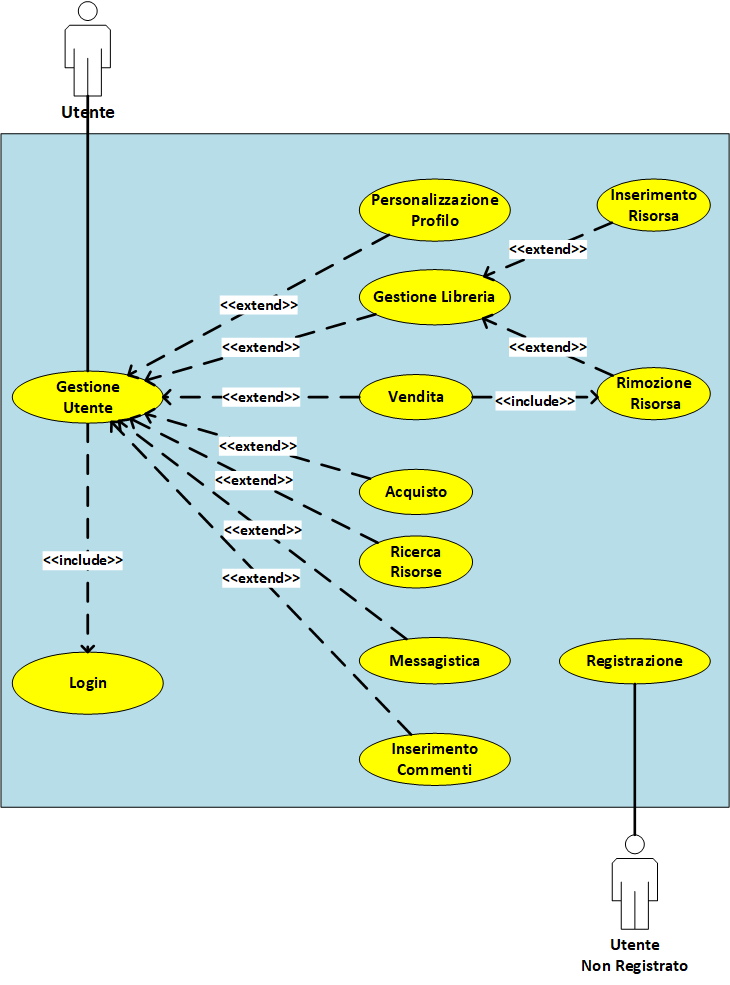 Utente
Personalizzazione
Profilo
Inserimento
Risorsa
<<extend>>
Gestione Libreria
<<extend>>
<<extend>>
<<extend>>
Gestione
Utente
<<extend>>
Vendita
<<include>>
Rimozione
Risorsa
<<extend>>
<<extend>>
Acquisto
<<extend>>
Ricerca
Risorse
<<include>>
<<extend>>
Messagistica
Registrazione
Login
Inserimento
Commenti
Utente
Non Registrato